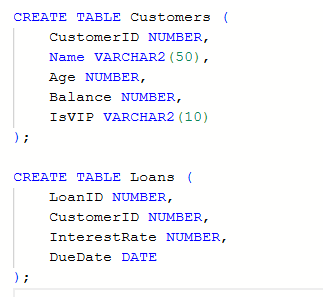 CREATE TABLE Customers (
    CustomerID NUMBER,
    Name VARCHAR2(50),
    Age NUMBER,
    Balance NUMBER,
    IsVIP VARCHAR2(10)
);

CREATE TABLE Loans (
    LoanID NUMBER,
    CustomerID NUMBER,
    InterestRate NUMBER,
    DueDate DATE
);